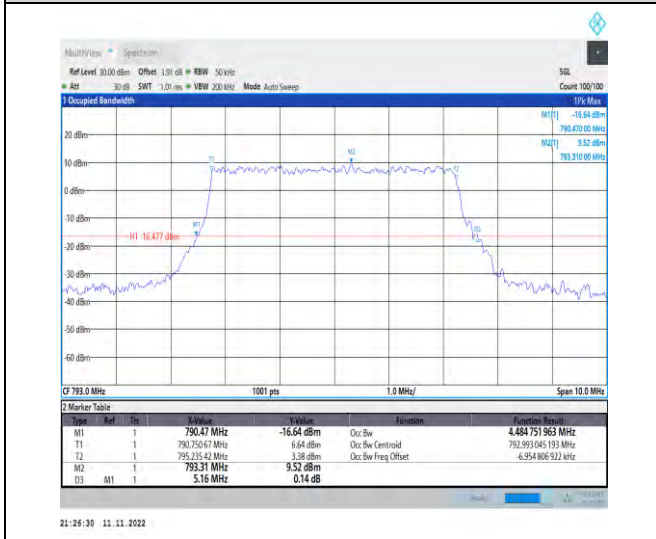 MultiView Spectrum
Ref Level 30.00 dBm Offset 3.91 dB RBW 50 kHz SGL
Att 30 dB SWT 1.01 ms VBW 200 kHz Mode Auto Sweep Count 100/100
1 Occupied Bandwidth 1Pk Max
M1[1] -16.64 dBm
790.47000 MHz
M2[1] 9.52 dBm
793.31000 MHz
20 dBm
M2
T1 T2
10 dBm
0 dBm
-10 dBm
M1 D3
H1 -16.477 dBm
-20 dBm
-30 dBm
-40 dBm
-50 dBm
-60 dBm
CF 793.0 MHz 1001 pts 1.0 MHz/ Span 10.0 MHz
2 Marker Table
Type Ref Trc X-Value Y-Value Function Function Result
M1 1 790.47 MHz -16.64 dBm Occ Bw 4.484 751 963 MHz
T1 1 790.750 67 MHz 6.64 dBm Occ Bw Centroid 792.993 045 193 MHz
T2 1 795.235 42 MHz 3.38 dBm Occ Bw Freq Offset -6.954 806 922 kHz
M2 1 793.31 MHz 9.52 dBm
D3 M1 1 5.16 MHz 0.14 dB
21:26:30 11.11.2022